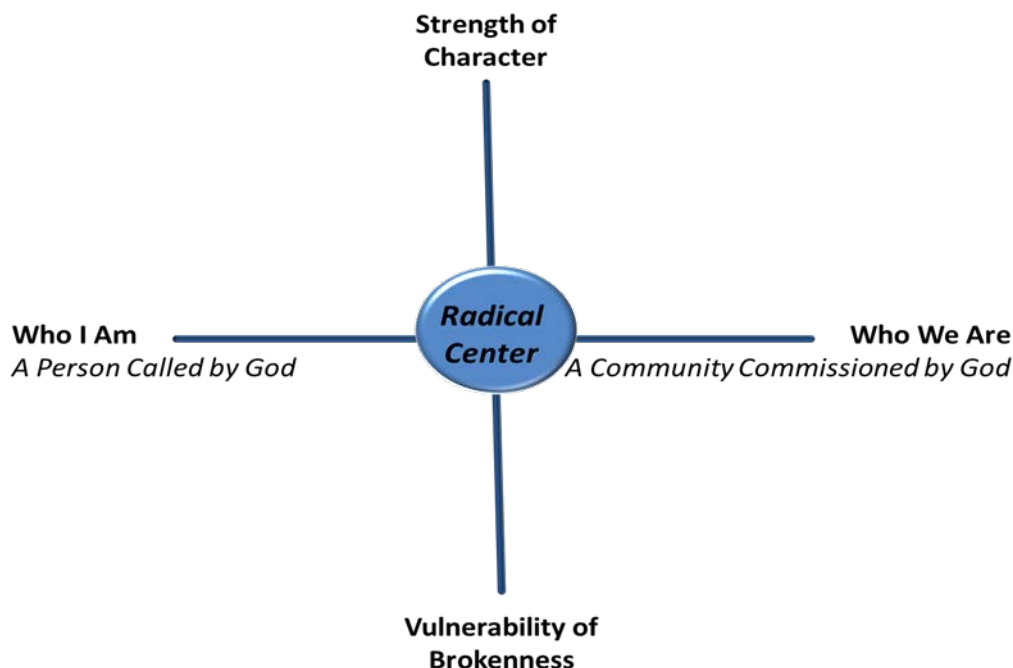 Strength of
Character
Radical
Center
Who I Am
A Person Called by God
Who We Are
A Community Commissioned by God
Vulnerability of
Brokenness